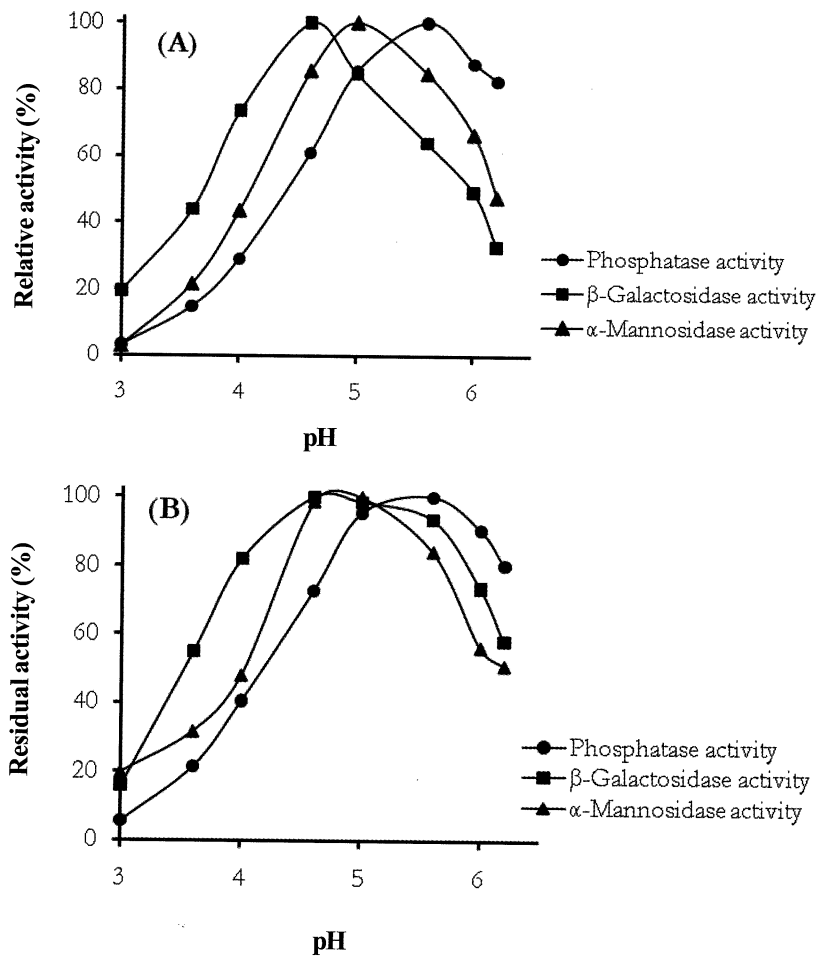 100
(A)
80
60
40
20
0
Relative activity (%)
Phosphatase activity
β-Galactosidase activity
α-Mannosidase activity
3 4 5 6
pH
100
(B)
80
60
40
20
0
Residual activity (%)
Phosphatase activity
β-Galactosidase activity
α-Mannosidase activity
3 4 5 6
pH